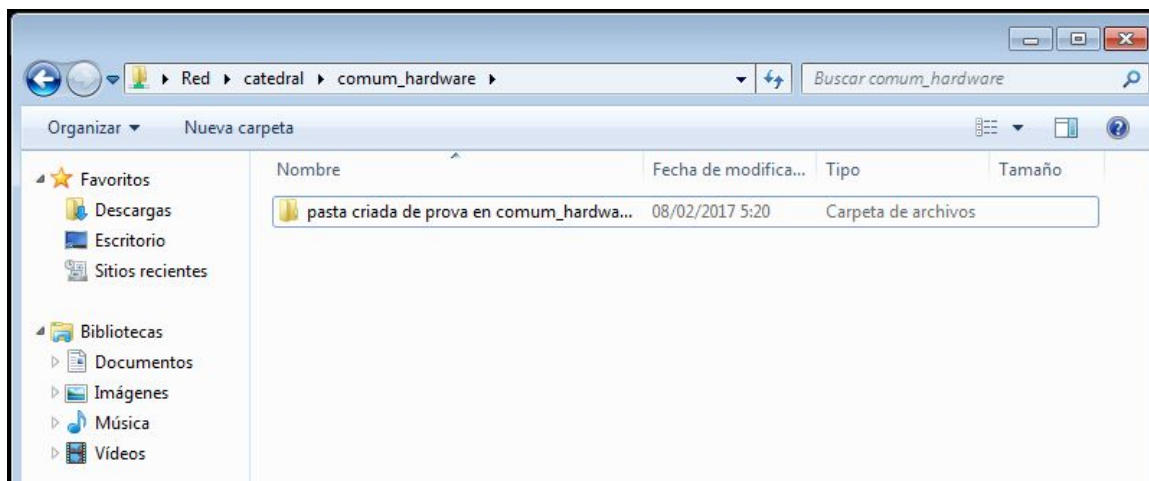 Red catedral comum_hardware
Buscar comum_hardware
Organizar Nueva carpeta
Nombre Fecha de modifica... Tipo Tamaño
pasta criada de prova en comum_hardwa... 08/02/2017 5:20 Carpeta de archivos
Favoritos
Descargas
Escritorio
Sitios recientes
Bibliotecas
Documentos
Imágenes
Música
Vídeos